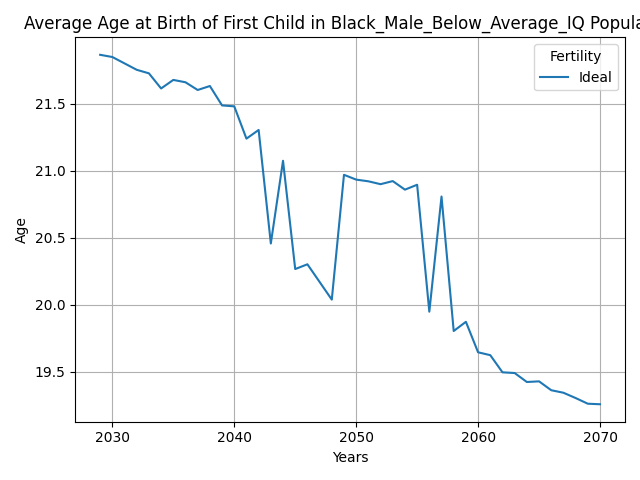 Average Age at Birth of First Child in Black_Male_Below_Average_IQ Popula
Fertility
Ideal
Age
21.5
21.0
20.5
20.0
19.5
2030 2040 2050 2060 2070
Years